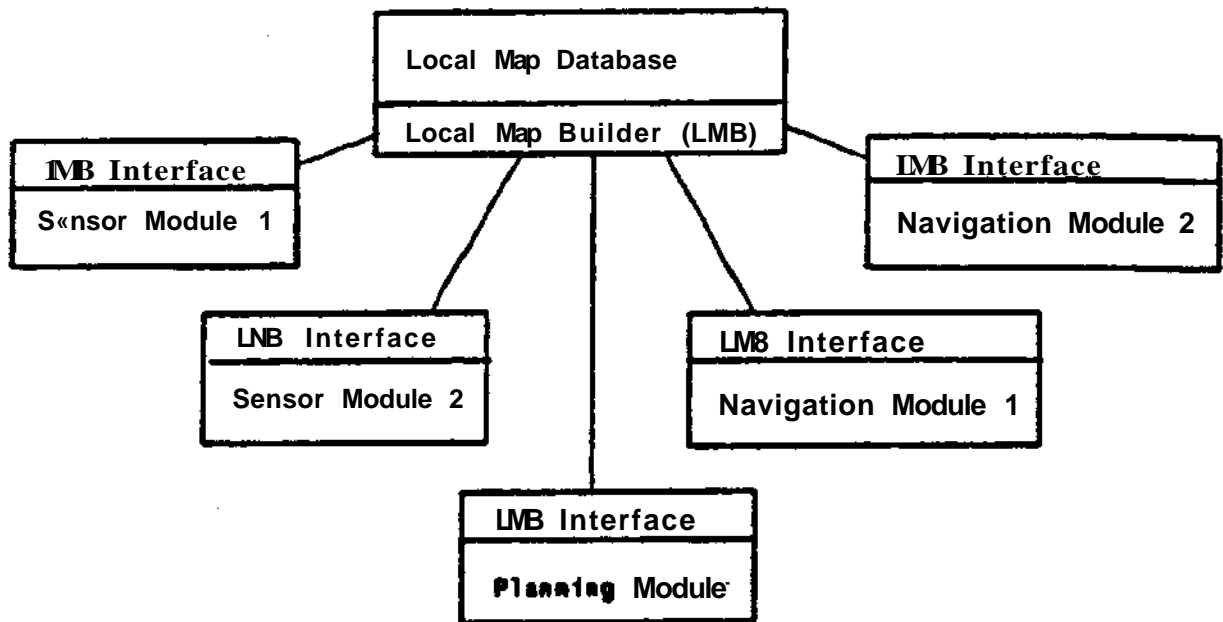 Local Map Database
Local Map Builder (LMB)
1MB Interface
S«nsor Module 1
LMB Interface
Navigation Module 2
LNB Interface
Sensor Module 2
LM8 Interface
Navigation Module 1
LMB Interface
Planning Module